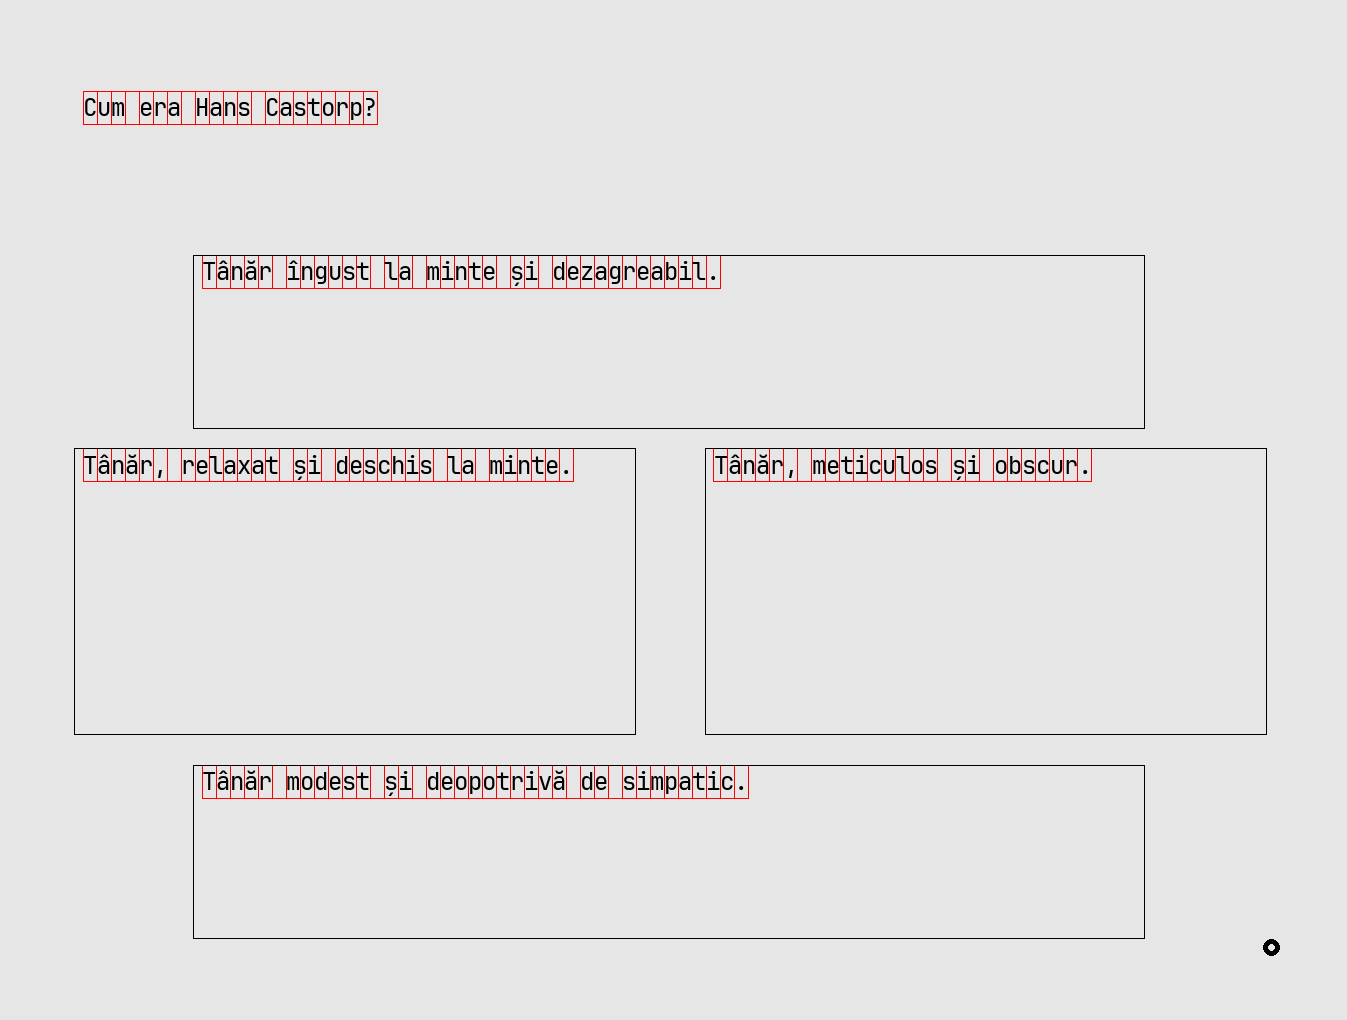 Cum era Hans Castorp?
Tânăr îngust la minte și dezagreabil.
Tânăr, relaxat și deschis la minte.
Tânăr, meticulos și obscur.
Tânăr modest și deopotrivă de simpatic.